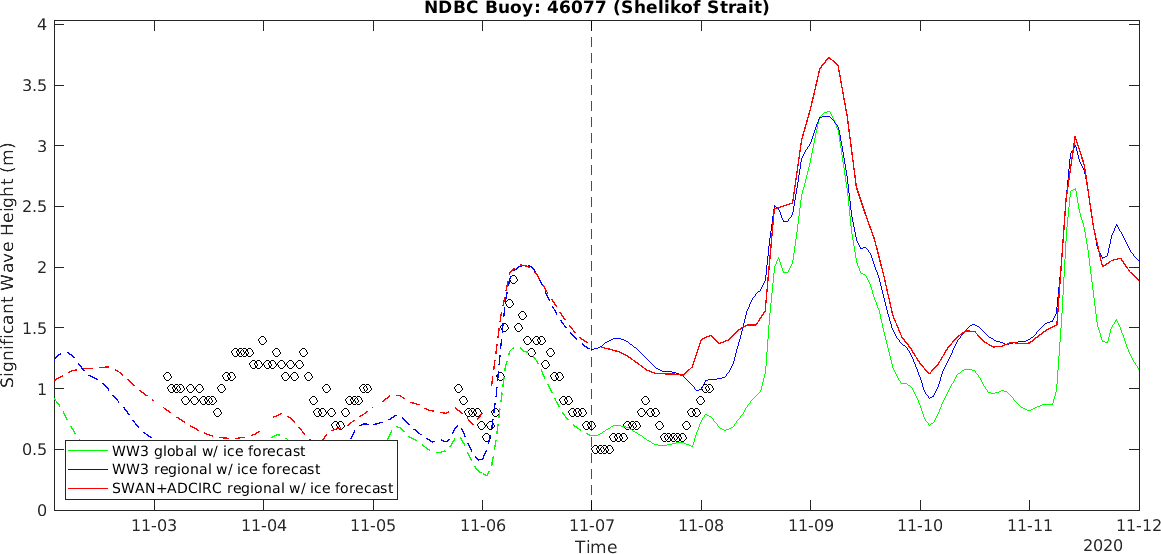 NDBC Buoy: 46077 (Shelikof Strait)
Significant Wave Height (m)
4
3.5
3
2.5
2
1.5
1
0.5
0
WW3 global w/ ice forecast
WW3 regional w/ ice forecast
SWAN+ADCIRC regional w/ ice forecast
11-03 11-04 11-05 11-06 11-07 11-08 11-09 11-10 11-11 11-12
Time
2020